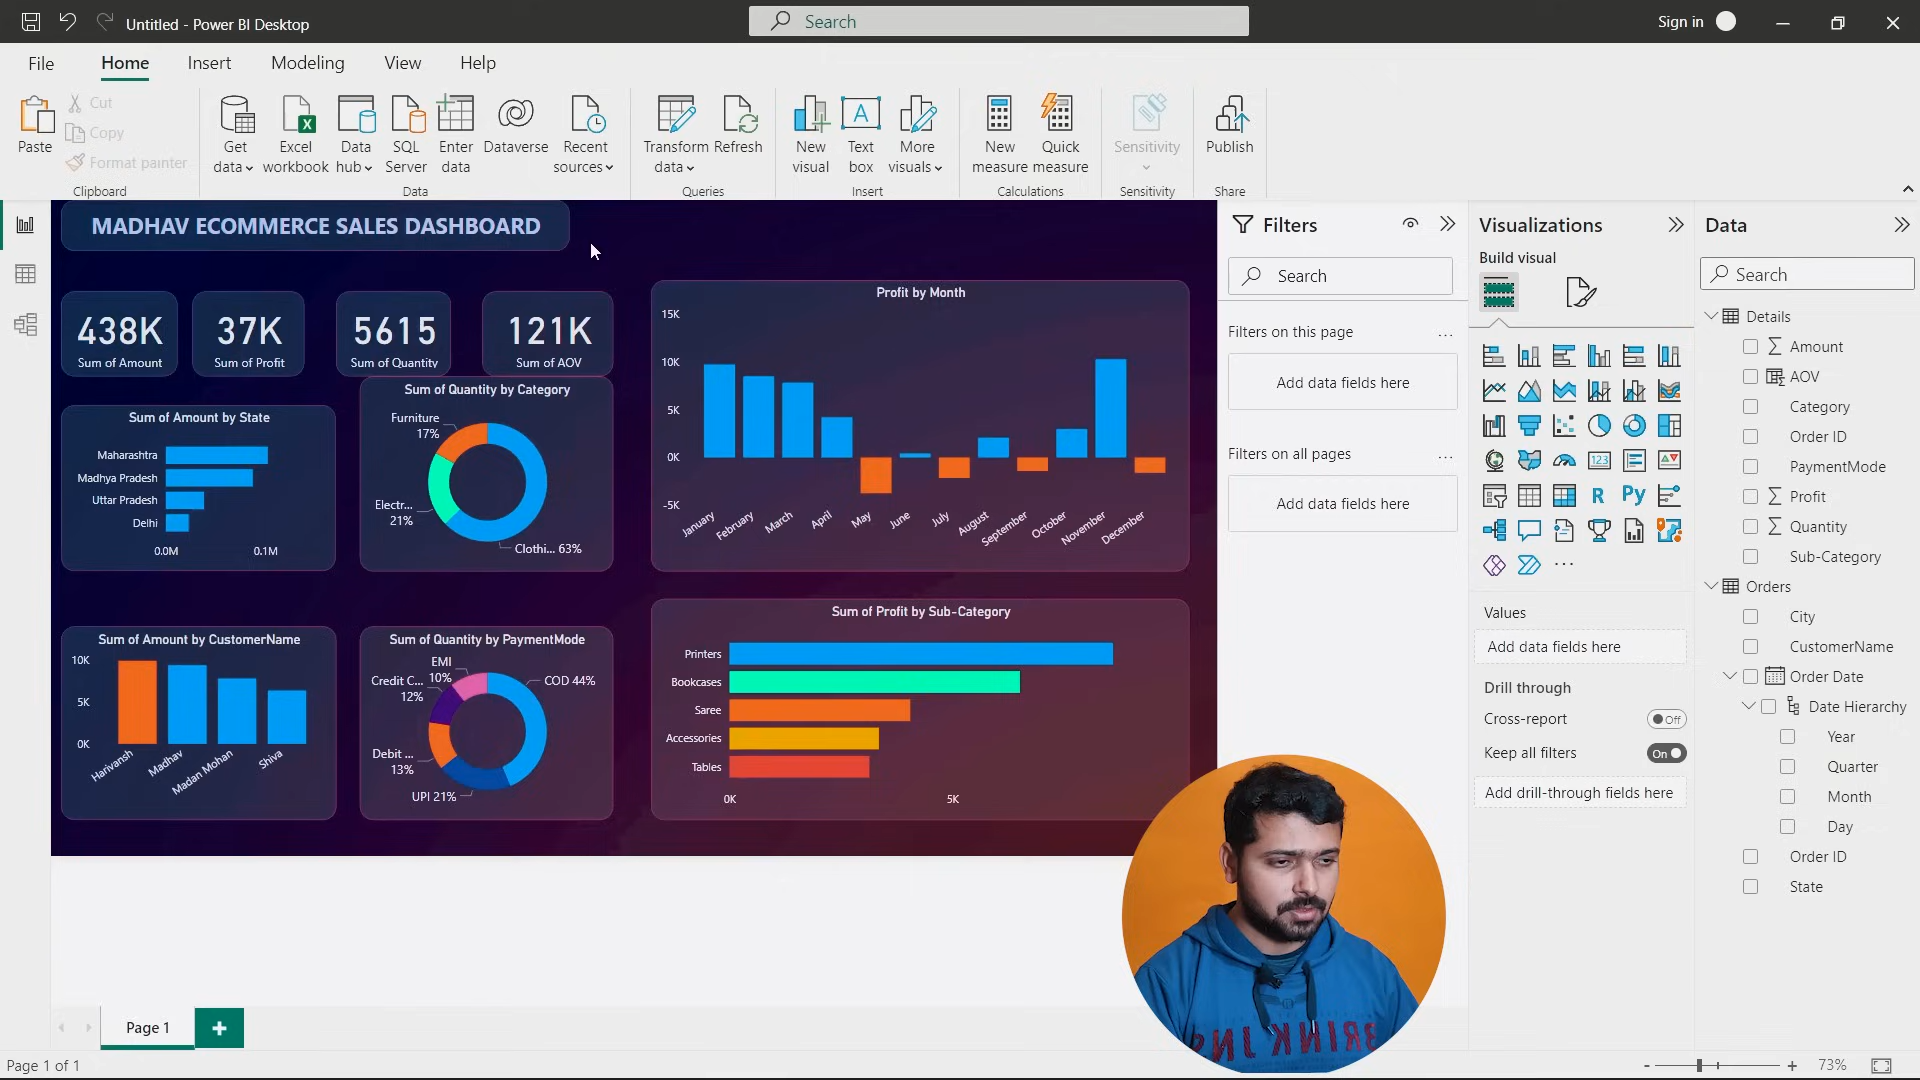 Untitled - Power BI Desktop
Search
Sign in
File
Home
Insert
Modeling
View
Help
Paste
Cut
Copy
Format painter
Clipboard
Get data
Excel workbook
Data hub
SQL Server
Enter data
Dataverse
Recent sources
Data
Transform data
Refresh
Queries
New visual
A
Text box
More visuals
Insert
New measure
Quick measure
Calculations
Sensitivity
Sensitivity
Publish
Share
MADHAV ECOMMERCE SALES DASHBOARD
438K
Sum of Amount
37K
Sum of Profit
5615
Sum of Quantity
121K
Sum of AOV
Sum of Amount by State
Maharashtra
Madhya Pradesh
Uttar Pradesh
Delhi
0.0M
0.1M
Sum of Quantity by Category
Furniture
17%
Electr...
21%
Clothi... 63%
Profit by Month
15K
10K
5K
0K
-5K
January
February
March
April
May
June
July
August
September
October
November
December
Sum of Amount by CustomerName
10K
5K
0K
Harivansh
Madhav
Madan Mohan
Shiva
Sum of Quantity by PaymentMode
EMI
10%
Credit C...
12%
COD 44%
Debit ...
13%
UPI 21%
Sum of Profit by Sub-Category
Printers
Bookcases
Saree
Accessories
Tables
0K
5K
Filters
Search
Filters on this page
...
Add data fields here
Filters on all pages
...
Add data fields here
Visualizations
Build visual
123
R
Py
...
Values
Add data fields here
Drill through
Cross-report
Off
Keep all filters
On
Add drill-through fields here
Data
Search
Details
Amount
AOV
Category
Order ID
PaymentMode
Profit
Quantity
Sub-Category
Orders
City
CustomerName
Order Date
Date Hierarchy
Year
Quarter
Month
Day
Order ID
State
Page 1
Page 1 of 1
73%